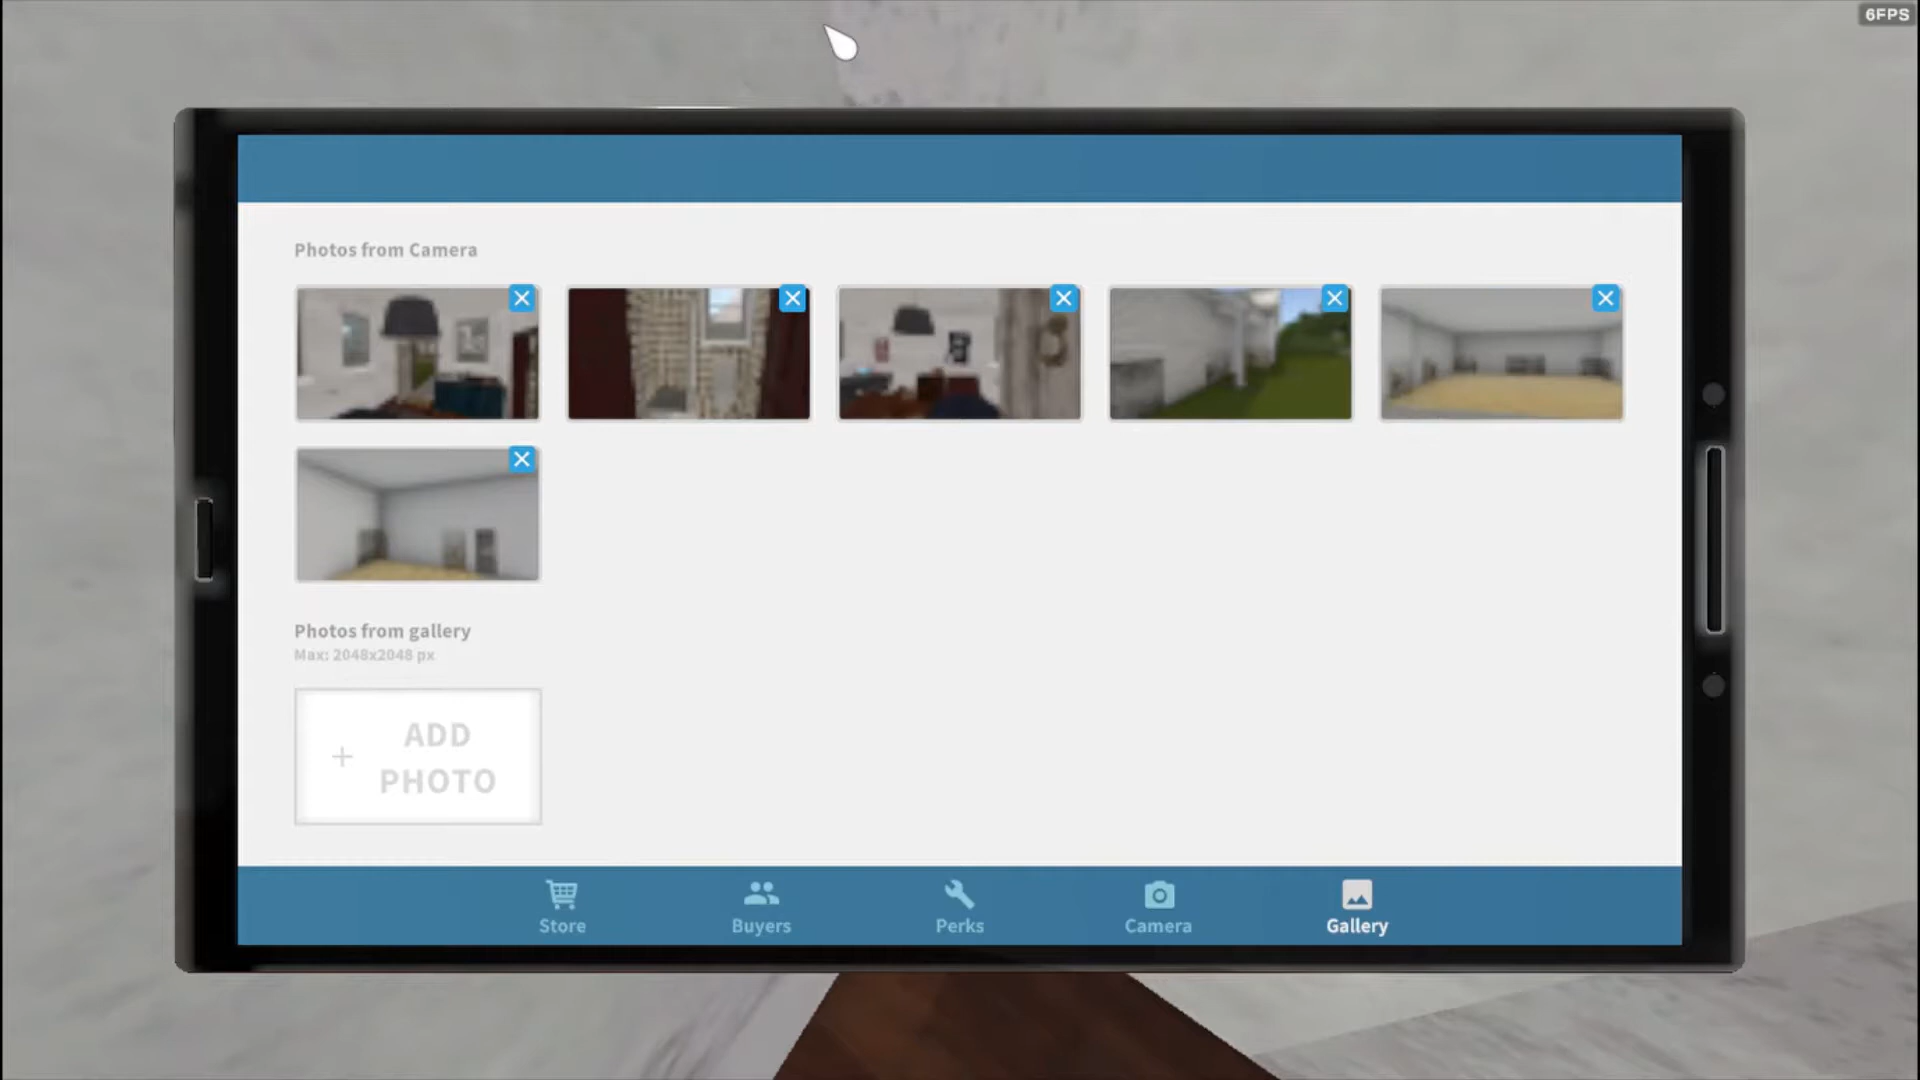 6FPS
Photos from Camera
Photos from gallery
Max: 2048x2048 px
+ ADD
PHOTO
Store
Buyers
Perks
Camera
Gallery